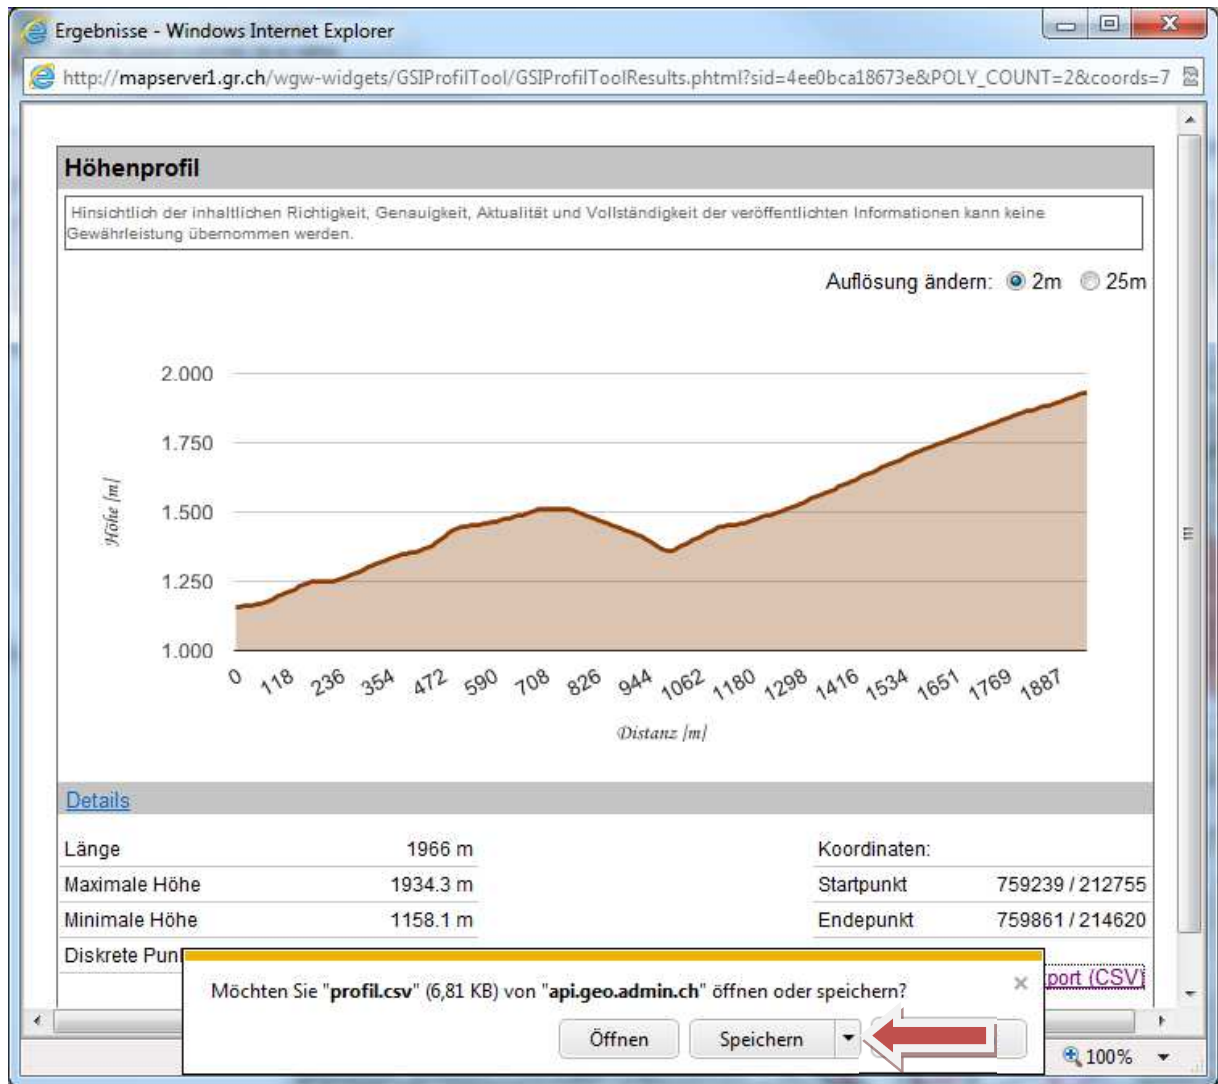 Ergebnisse - Windows Internet Explorer
http://mapserver1.gr.ch/wgw-widgets/GSIProfilTool/GSIProfilToolResults.phtml?sid=4ee0bca18673e&POLY_COUNT=2&coords=7
Höhenprofil
Hinsichtlich der inhaltlichen Richtigkeit, Genauigkeit, Aktualität und Vollständigkeit der veröffentlichten Informationen kann keine
Gewährleistung übernommen werden.
Auflösung ändern: 2m 25m
2.000
1.750
1.500
1.250
1.000
Höhe [m]
0 118 236 354 472 590 708 826 944 1062 1180 1298 1416 1534 1651 1769 1887
Distanz [m]
Details
Länge 1966 m Koordinaten:
Maximale Höhe 1934.3 m Startpunkt 759239 / 212755
Minimale Höhe 1158.1 m Endepunkt 759861 / 214620
Diskrete Pun
port (CSV)
Möchten Sie "profil.csv" (6,81 KB) von "api.geo.admin.ch" öffnen oder speichern?
Öffnen Speichern
100%